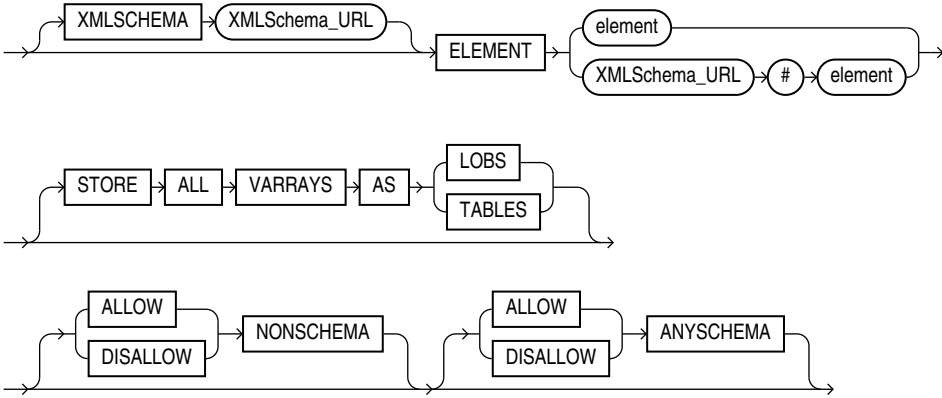 XMLSCHEMA XMLSchema_URL
ELEMENT
element
XMLSchema_URL # element
STORE ALL VARRAYS AS
LOBS
TABLES
ALLOW
DISALLOW
NONSCHEMA
ALLOW
DISALLOW
ANYSCHEMA